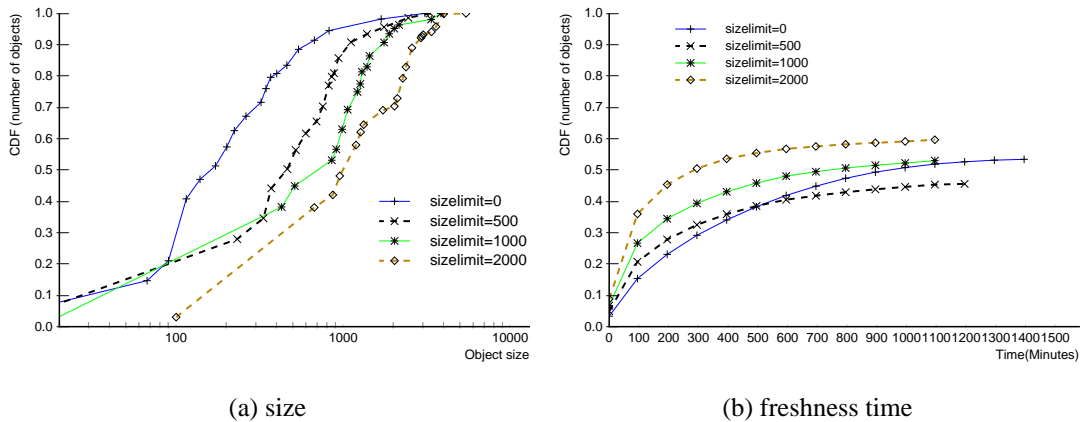 1.0
0.9
0.8
0.7
0.6
0.5
0.4
0.3
0.2
0.1
0.0
CDF (number of objects)
100
1000
10000
Object size
sizelimit=0
sizelimit=500
sizelimit=1000
sizelimit=2000
(a) size
1.0
0.9
0.8
0.7
0.6
0.5
0.4
0.3
0.2
0.1
0.0
CDF (number of objects)
0 100 200 300 400 500 600 700 800 900 1000 1100 1200 1300 1400 1500
Time(Minutes)
sizelimit=0
sizelimit=500
sizelimit=1000
sizelimit=2000
(b) freshness time